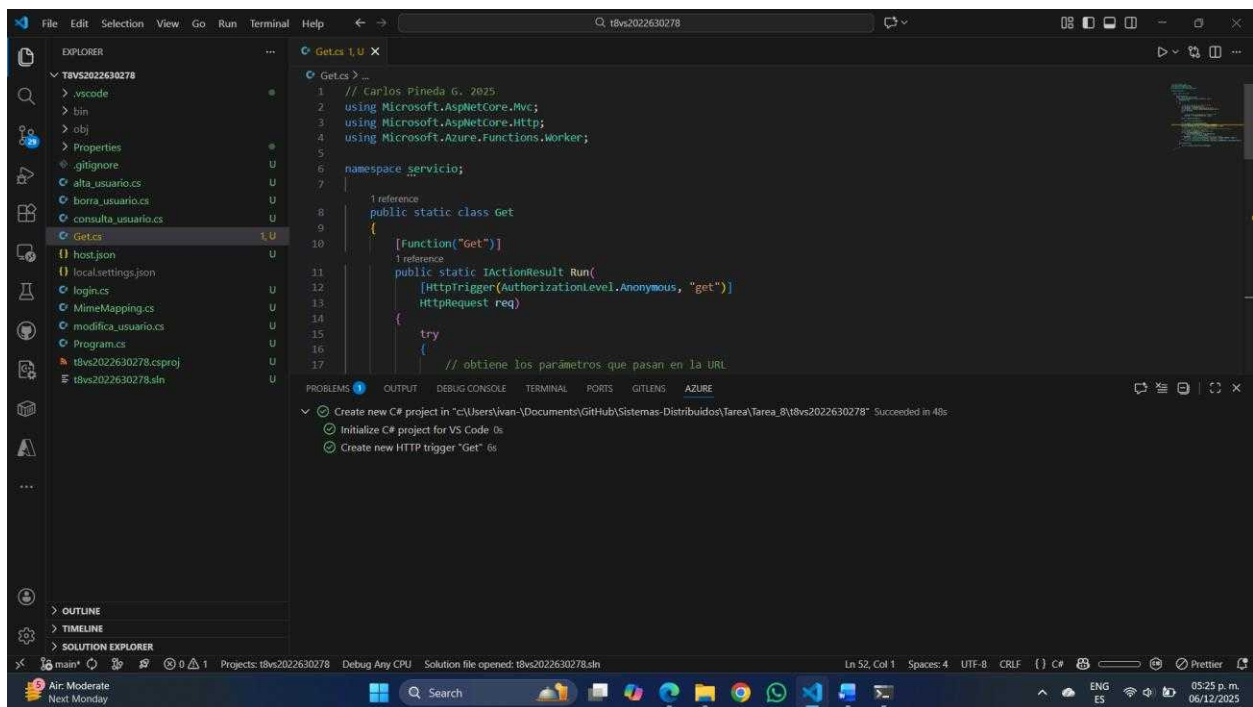 File Edit Selection View Go Run Terminal Help
t8vs2022630278
EXPLORER
T8VS2022630278
.vscode
bin
obj
Properties
.gitignore U
alta_usuario.cs U
borra_usuario.cs U
consulta_usuario.cs U
Get.cs 1, U
host.json U
local.settings.json
login.cs U
MimeMapping.cs U
modifica_usuario.cs U
Program.cs U
t8vs2022630278.csproj U
t8vs2022630278.sln U
OUTLINE
TIMELINE
SOLUTION EXPLORER
29
Get.cs 1, U
Get.cs > ...
1 // Carlos Pineda G. 2025
2 using Microsoft.AspNetCore.Mvc;
3 using Microsoft.AspNetCore.Http;
4 using Microsoft.Azure.Functions.Worker;
5
6 namespace servicio;
7
1 reference
8 public static class Get
9 {
10 [Function("Get")]
1 reference
11 public static IActionResult Run(
12 [HttpTrigger(AuthorizationLevel.Anonymous, "get")]
13 HttpRequest req)
14 {
15 try
16 {
17 // obtiene los parámetros que pasan en la URL
PROBLEMS 1 OUTPUT DEBUG CONSOLE TERMINAL PORTS GITLENS AZURE
Create new C# project in "c:\Users\ivan-\Documents\GitHub\Sistemas-Distribuidos\Tarea\Tarea_8\t8vs2022630278" Succeeded in 48s
Initialize C# project for VS Code 0s
Create new HTTP trigger "Get" 6s
main* 0 1 Projects: t8vs2022630278 Debug Any CPU Solution file opened: t8vs2022630278.sln Ln 52, Col 1 Spaces: 4 UTF-8 CRLF {} C# Prettier
5 Air: Moderate
Next Monday
Search
ENG
ES
05:25 p. m.
06/12/2025